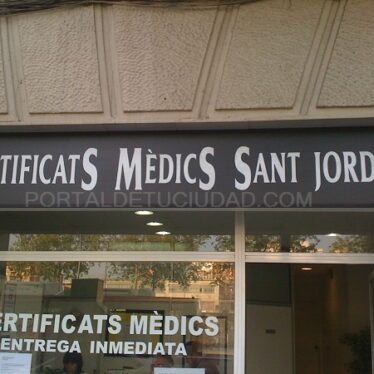 TIFICATS MÈDICS SANT JORD
PORTALDETUCIUDAD.COM
ERTIFICATS MÈDICS
ENTREGA INMEDIATA